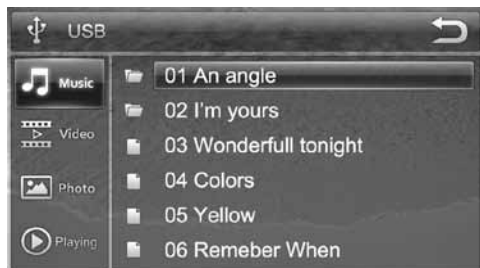 USB
Music
Video
Photo
Playing
01 An angle
02 I'm yours
03 Wonderfull tonight
04 Colors
05 Yellow
06 Remeber When